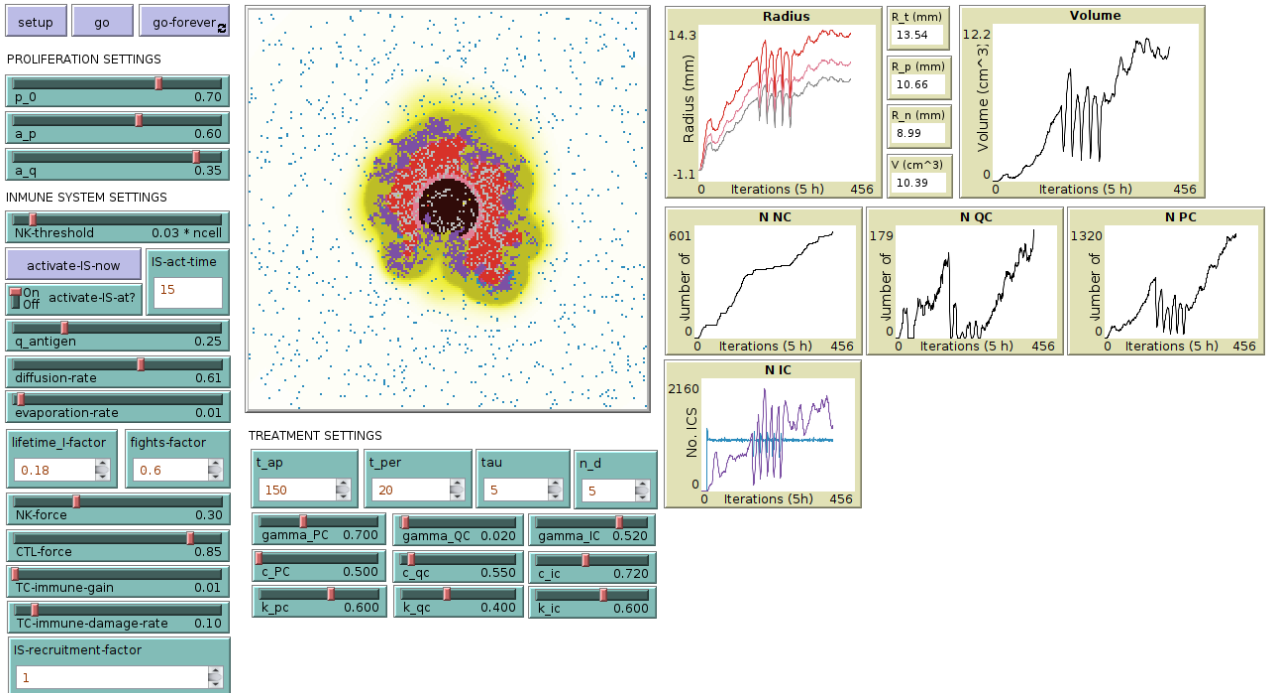 setup
go
go-forever
PROLIFERATION SETTINGS
p_0 0.70
a_p 0.60
a_q 0.35
INMUNE SYSTEM SETTINGS
NK-threshold 0.03 * ncell
activate-IS-now
IS-act-time
15
On
Off
activate-IS-at?
q_antigen 0.25
diffusion-rate 0.61
evaporation-rate 0.01
lifetime_I-factor
0.18
fights-factor
0.6
NK-force 0.30
CTL-force 0.85
TC-immune-gain 0.01
TC-immune-damage-rate 0.10
IS-recruitment-factor
1
TREATMENT SETTINGS
t_ap
150
t_per
20
tau
5
n_d
5
gamma_PC 0.700
gamma_QC 0.020
gamma_IC 0.520
c_PC 0.500
c_qc 0.550
c_ic 0.720
k_pc 0.600
k_qc 0.400
k_ic 0.600
Radius
14.3
Radius (mm)
-1.1
0
Iterations (5 h)
456
R_t (mm)
13.54
R_p (mm)
10.66
R_n (mm)
8.99
V (cm^3)
10.39
Volume
12.2
Volume (cm^3)
0
0
Iterations (5 h)
456
N NC
601
Number of
0
0
Iterations (5 h)
456
N QC
179
Number of
0
0
Iterations (5 h)
456
N PC
1320
Number of
0
0
Iterations (5 h)
456
N IC
2160
No. ICS
0
0
Iterations (5h)
456